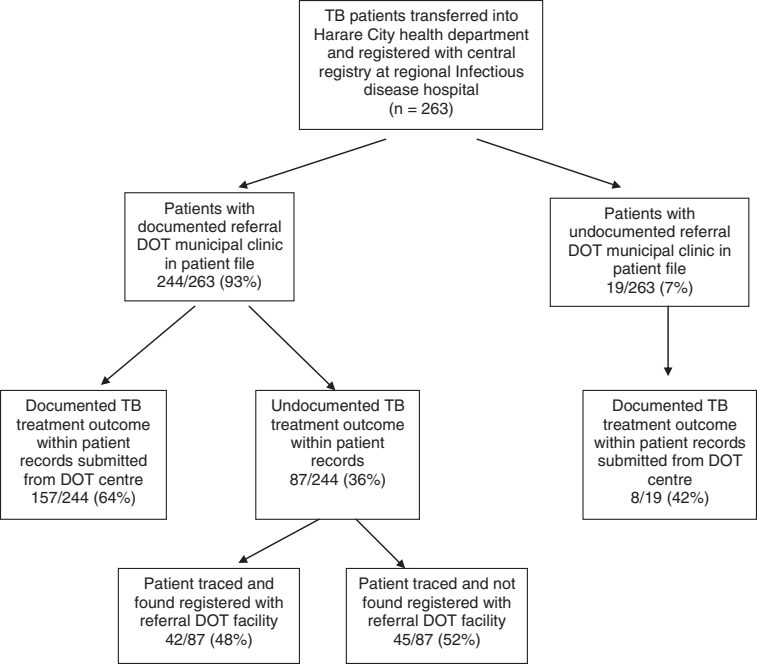 TB patients transferred into
Harare City health department
and registered with central
registry at regional Infectious
disease hospital
(n = 263)
Patients with
documented referral
DOT municipal clinic
in patient file
244/263 (93%)
Patients with
undocumented referral
DOT municipal clinic in
patient file
19/263 (7%)
Documented TB
treatment outcome
within patient
records submitted
from DOT centre
157/244 (64%)
Undocumented TB
treatment outcome
within patient
records
87/244 (36%)
Documented TB
treatment outcome
within patient records
submitted from DOT
centre
8/19 (42%)
Patient traced and
found registered with
referral DOT facility
42/87 (48%)
Patient traced and not
found registered with
referral DOT facility
45/87 (52%)